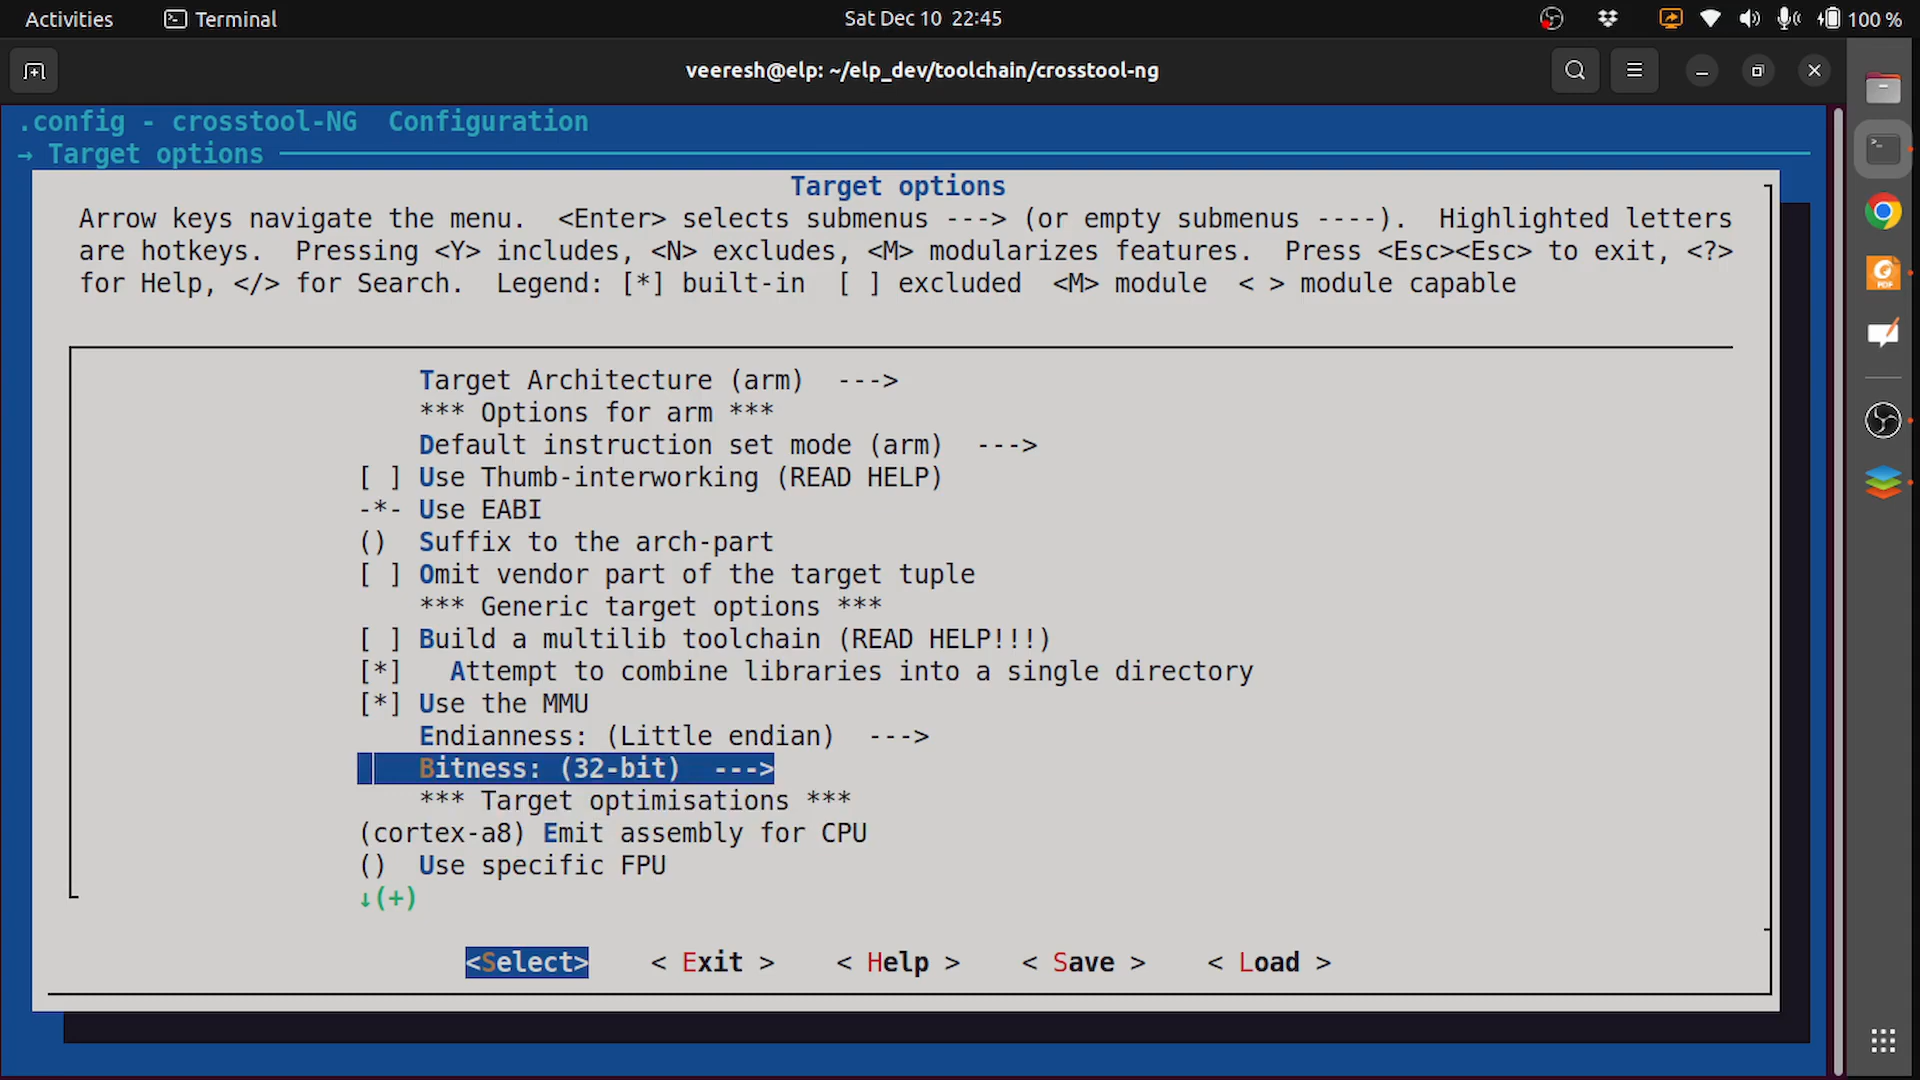 Activities
Terminal
Sat Dec 10 22:45
100 %
veeresh@elp: ~/elp_dev/toolchain/crosstool-ng
.config - crosstool-NG  Configuration
→ Target options
Target options
Arrow keys navigate the menu.  <Enter> selects submenus ---> (or empty submenus ----).  Highlighted letters
are hotkeys.  Pressing <Y> includes, <N> excludes, <M> modularizes features.  Press <Esc><Esc> to exit, <?>
for Help, </> for Search.  Legend: [*] built-in  [ ] excluded  <M> module  < > module capable
Target Architecture (arm)  --->
*** Options for arm ***
Default instruction set mode (arm)  --->
[ ] Use Thumb-interworking (READ HELP)
-*- Use EABI
()  Suffix to the arch-part
[ ] Omit vendor part of the target tuple
*** Generic target options ***
[ ] Build a multilib toolchain (READ HELP!!!)
[*]   Attempt to combine libraries into a single directory
[*] Use the MMU
Endianness: (Little endian)  --->
Bitness: (32-bit)  --->
*** Target optimisations ***
(cortex-a8) Emit assembly for CPU
()  Use specific FPU
↓(+)
<Select>    < Exit >    < Help >    < Save >    < Load >
PDF